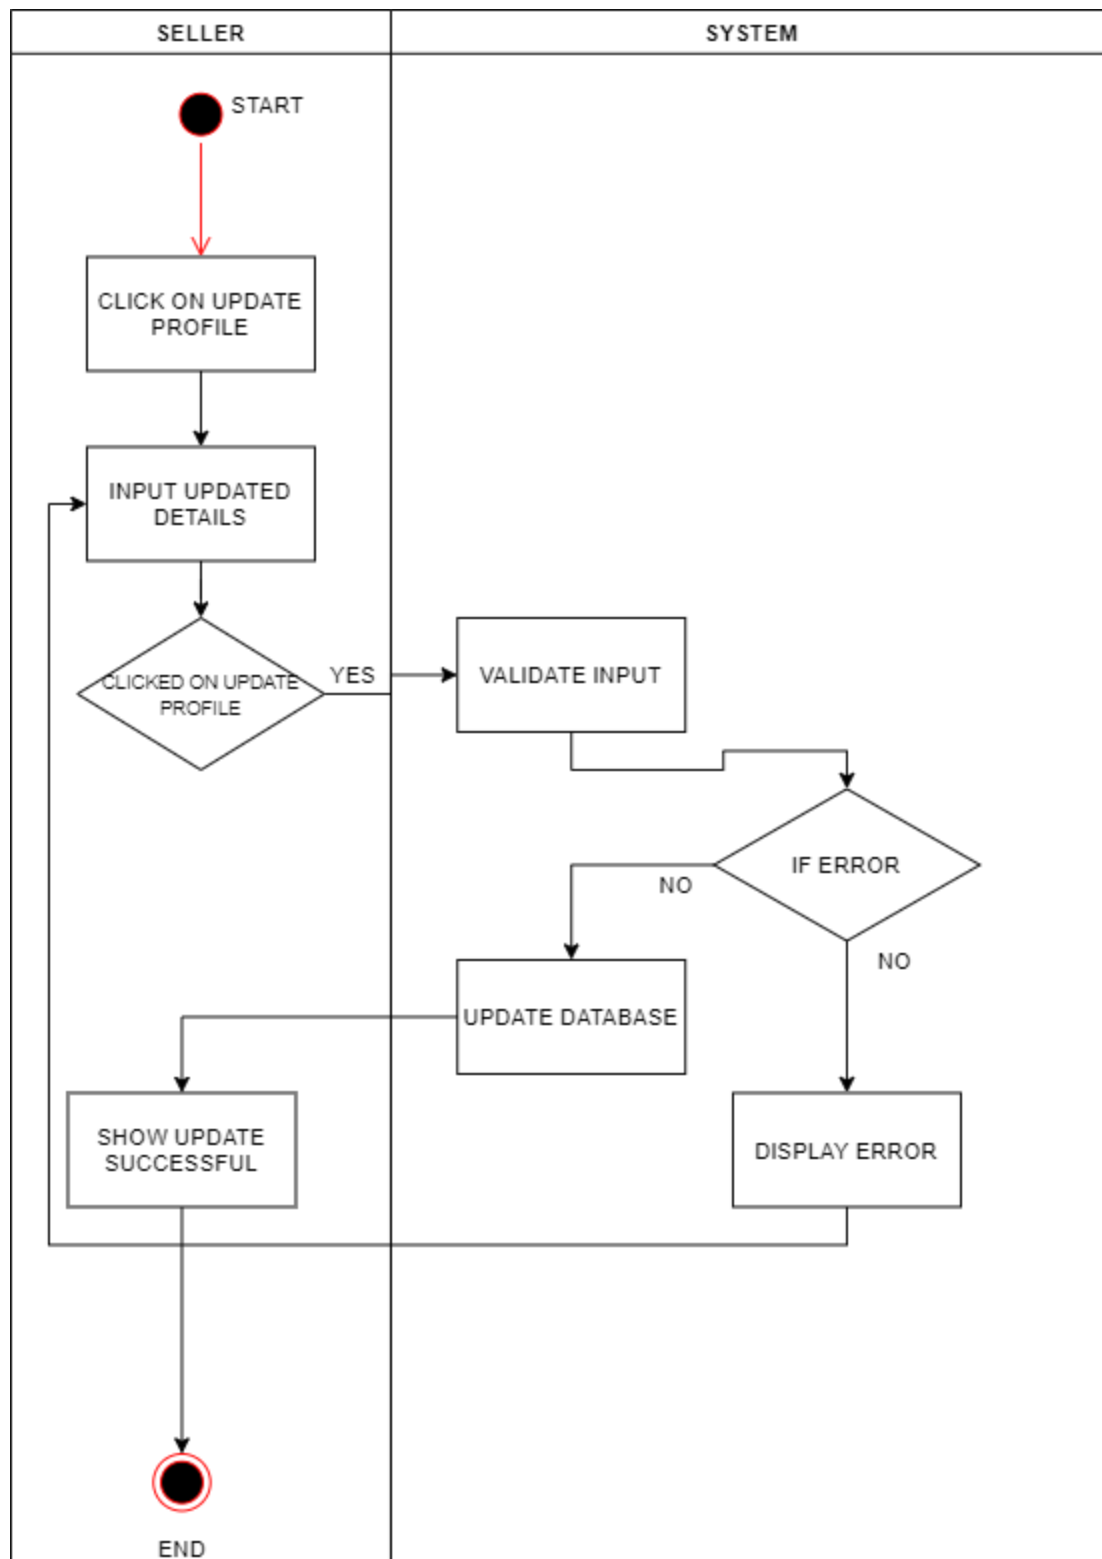 SELLER
SYSTEM
START
CLICK ON UPDATE
PROFILE
INPUT UPDATED
DETAILS
CLICKED ON UPDATE
PROFILE
YES
VALIDATE INPUT
IF ERROR
NO
NO
UPDATE DATABASE
SHOW UPDATE
SUCCESSFUL
DISPLAY ERROR
END